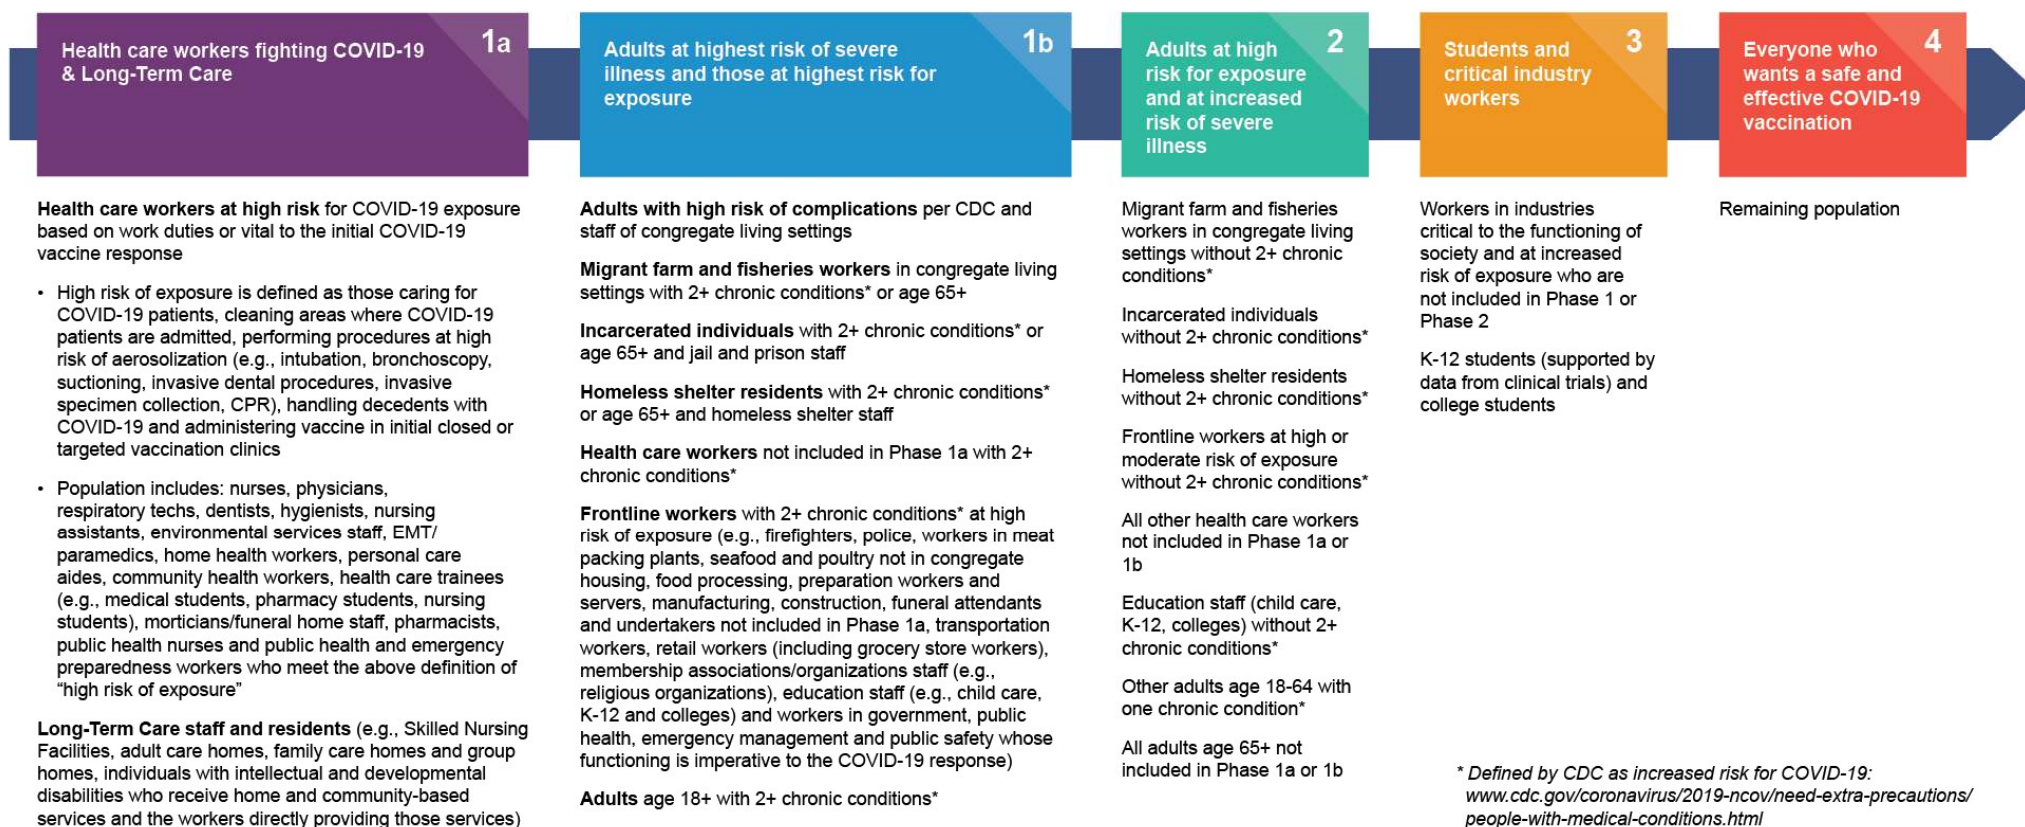 Health care workers fighting COVID-19
& Long-Term Care
1a
Health care workers at high risk for COVID-19 exposure
based on work duties or vital to the initial COVID-19
vaccine response
• High risk of exposure is defined as those caring for
COVID-19 patients, cleaning areas where COVID-19
patients are admitted, performing procedures at high
risk of aerosolization (e.g., intubation, bronchoscopy,
suctioning, invasive dental procedures, invasive
specimen collection, CPR), handling decedents with
COVID-19 and administering vaccine in initial closed or
targeted vaccination clinics
• Population includes: nurses, physicians,
respiratory techs, dentists, hygienists, nursing
assistants, environmental services staff, EMT/
paramedics, home health workers, personal care
aides, community health workers, health care trainees
(e.g., medical students, pharmacy students, nursing
students), morticians/funeral home staff, pharmacists,
public health nurses and public health and emergency
preparedness workers who meet the above definition of
“high risk of exposure”
Long-Term Care staff and residents (e.g., Skilled Nursing
Facilities, adult care homes, family care homes and group
homes, individuals with intellectual and developmental
disabilities who receive home and community-based
services and the workers directly providing those services)
Adults at highest risk of severe
illness and those at highest risk for
exposure
1b
Adults with high risk of complications per CDC and
staff of congregate living settings
Migrant farm and fisheries workers in congregate living
settings with 2+ chronic conditions* or age 65+
Incarcerated individuals with 2+ chronic conditions* or
age 65+ and jail and prison staff
Homeless shelter residents with 2+ chronic conditions*
or age 65+ and homeless shelter staff
Health care workers not included in Phase 1a with 2+
chronic conditions*
Frontline workers with 2+ chronic conditions* at high
risk of exposure (e.g., firefighters, police, workers in meat
packing plants, seafood and poultry not in congregate
housing, food processing, preparation workers and
servers, manufacturing, construction, funeral attendants
and undertakers not included in Phase 1a, transportation
workers, retail workers (including grocery store workers),
membership associations/organizations staff (e.g.,
religious organizations), education staff (e.g., child care,
K-12 and colleges) and workers in government, public
health, emergency management and public safety whose
functioning is imperative to the COVID-19 response)
Adults age 18+ with 2+ chronic conditions*
Adults at high
risk for exposure
and at increased
risk of severe
illness
2
Migrant farm and fisheries
workers in congregate living
settings without 2+ chronic
conditions*
Incarcerated individuals
without 2+ chronic conditions*
Homeless shelter residents
without 2+ chronic conditions*
Frontline workers at high or
moderate risk of exposure
without 2+ chronic conditions*
All other health care workers
not included in Phase 1a or
1b
Education staff (child care,
K-12, colleges) without 2+
chronic conditions*
Other adults age 18-64 with
one chronic condition*
All adults age 65+ not
included in Phase 1a or 1b
Students and
critical industry
workers
3
Workers in industries
critical to the functioning of
society and at increased
risk of exposure who are
not included in Phase 1 or
Phase 2
K-12 students (supported by
data from clinical trials) and
college students
Everyone who
wants a safe and
effective COVID-19
vaccination
4
Remaining population
* Defined by CDC as increased risk for COVID-19:
www.cdc.gov/coronavirus/2019-ncov/need-extra-precautions/
people-with-medical-conditions.html